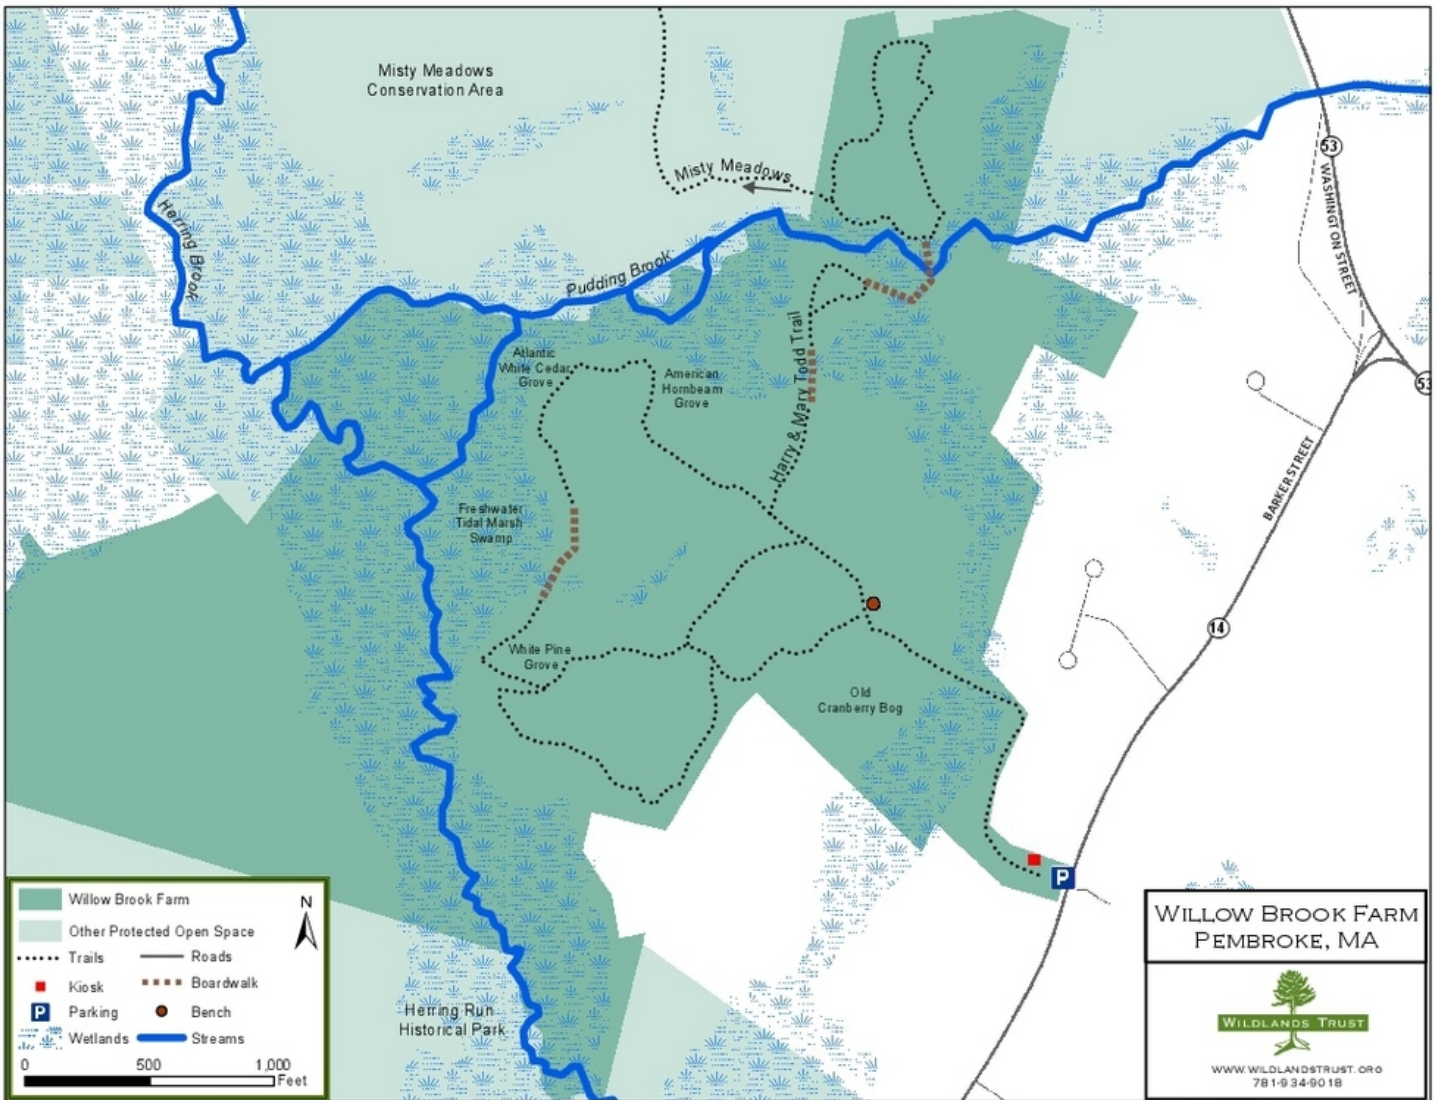 Misty Meadows
Conservation Area
Misty Meadows
53
WASHINGTON STREET
Herring Brook
Pudding Brook
Harry & Mary Todd Trail
Atlantic
White Cedar
Grove
American
Hornbeam
Grove
53
BARKER STREET
Freshwater
Tidal Marsh
Swamp
14
White Pine
Grove
Old
Cranberry Bog
P
Herring Run
Historical Park
Willow Brook Farm
N
Other Protected Open Space
Trails
Roads
Kiosk
Boardwalk
P
Parking
Bench
Wetlands
Streams
0
500
1,000
Feet
WILLOW BROOK FARM
PEMBROKE, MA
WILDLANDS TRUST
WWW.WILDLANDSTRUST.ORG
781-934-9018